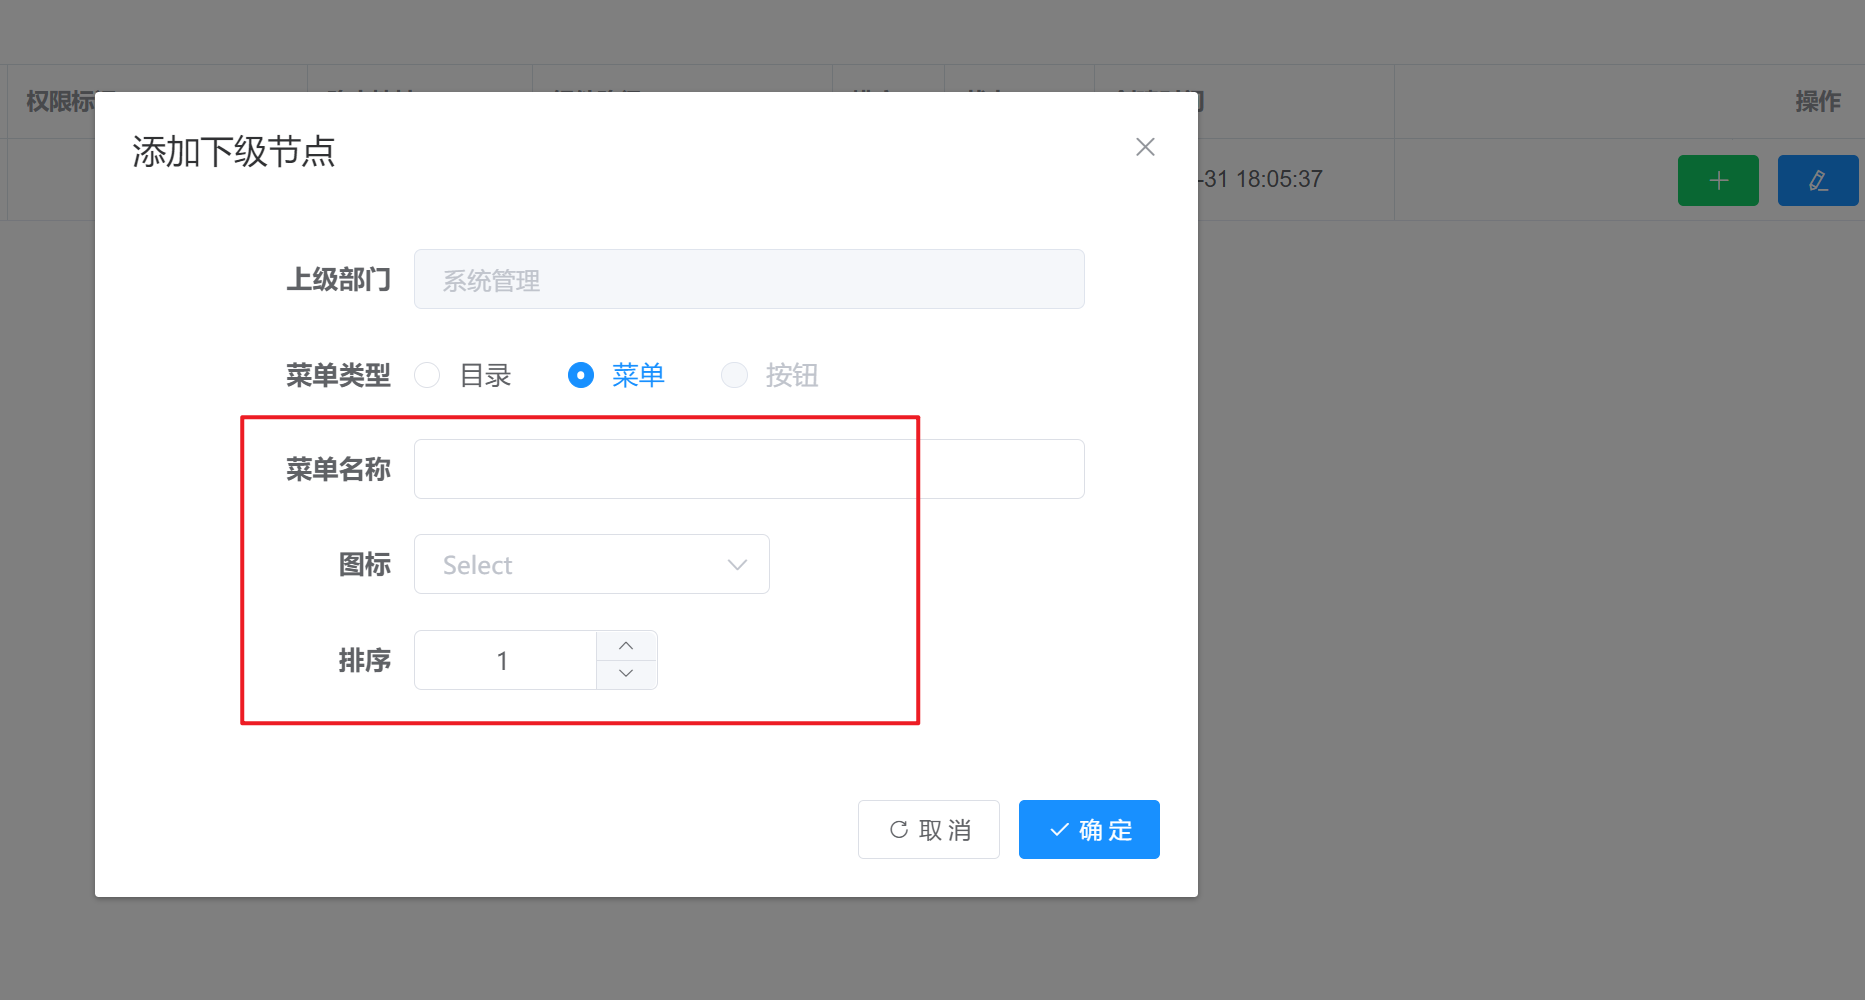 权限标
操作
添加下级节点
-31 18:05:37
上级部门
系统管理
菜单类型
目录
菜单
按钮
菜单名称
图标
Select
排序
1
取 消
确 定